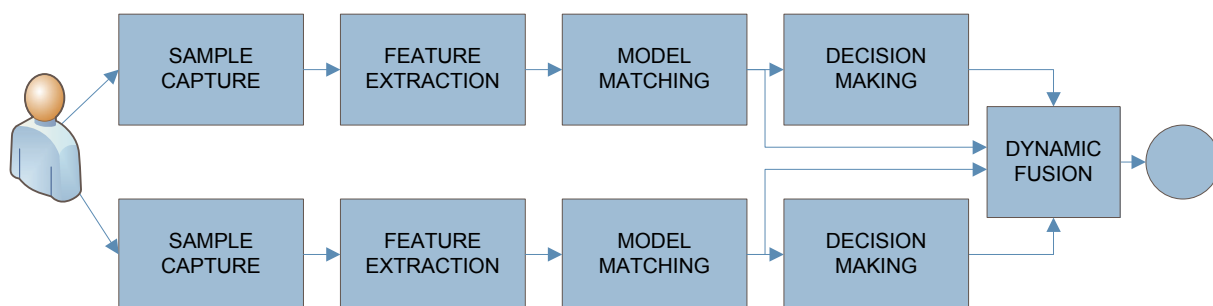 SAMPLE
CAPTURE
FEATURE
EXTRACTION
MODEL
MATCHING
DECISION
MAKING
DYNAMIC
FUSION
SAMPLE
CAPTURE
FEATURE
EXTRACTION
MODEL
MATCHING
DECISION
MAKING